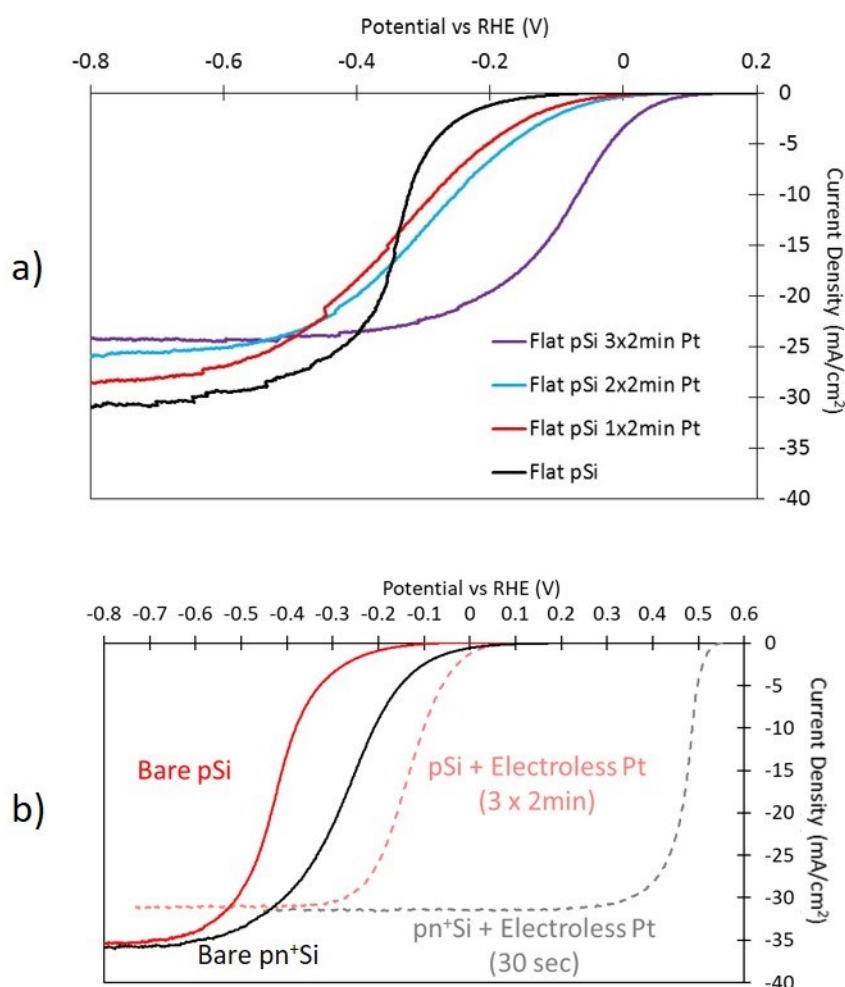 Potential vs RHE (V)
-0.8 -0.6 -0.4 -0.2 0 0.2
0
-5
-10
-15
-20
-25
-30
-35
-40
Current Density (mA/cm²)
a)
Flat pSi 3x2min Pt
Flat pSi 2x2min Pt
Flat pSi 1x2min Pt
Flat pSi
Potential vs RHE (V)
-0.8 -0.7 -0.6 -0.5 -0.4 -0.3 -0.2 -0.1 0 0.1 0.2 0.3 0.4 0.5 0.6
0
-5
-10
-15
-20
-25
-30
-35
-40
Current Density (mA/cm²)
b)
Bare pSi
pSi + Electroless Pt
(3 x 2min)
Bare pn⁺Si
pn⁺Si + Electroless Pt
(30 sec)